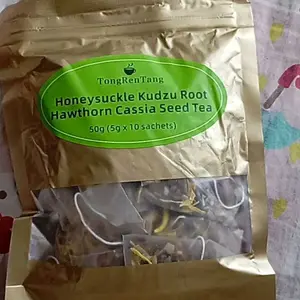 TongRenTang
Honeysuckle Kudzu Root
Hawthorn Cassia Seed Tea
50g (5g x 10 sachets)